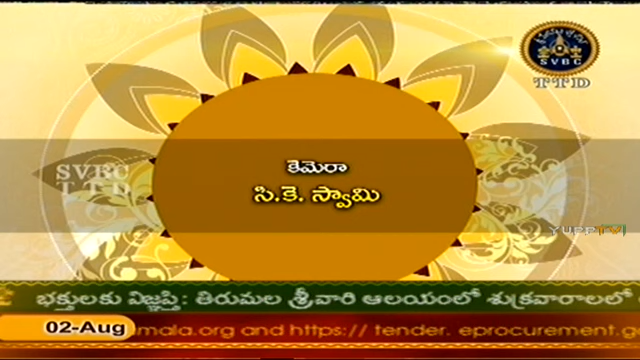 SVBC
TTD
కెమెరా
సి.కె. స్వామి
SVBC
TTD
YUPPTV
భక్తులకు విజ్ఞప్తి: తిరుమల శ్రీవారి ఆలయంలో శుక్రవారాలలో
02-Aug mala.org and https:// tender. eprocurement.g